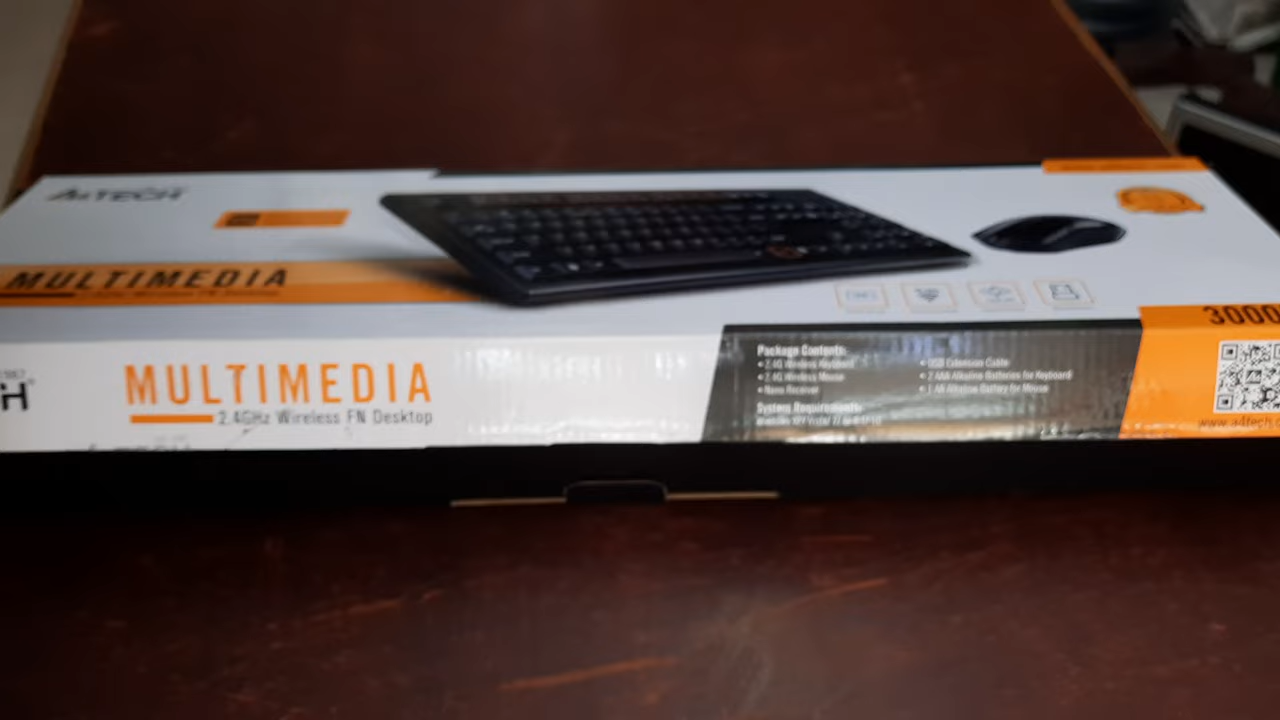 A4TECH
MULTIMEDIA
3000
H
MULTIMEDIA
2.4GHz Wireless FN Desktop
Package Contents:
• 2.4G Wireless Keyboard
• 2.4G Wireless Mouse
• Nano Receiver
• USB Extension Cable
• 2 AAA Alkaline Batteries for Keyboard
• 1 AA Alkaline Battery for Mouse
System Requirements:
www.a4tech.